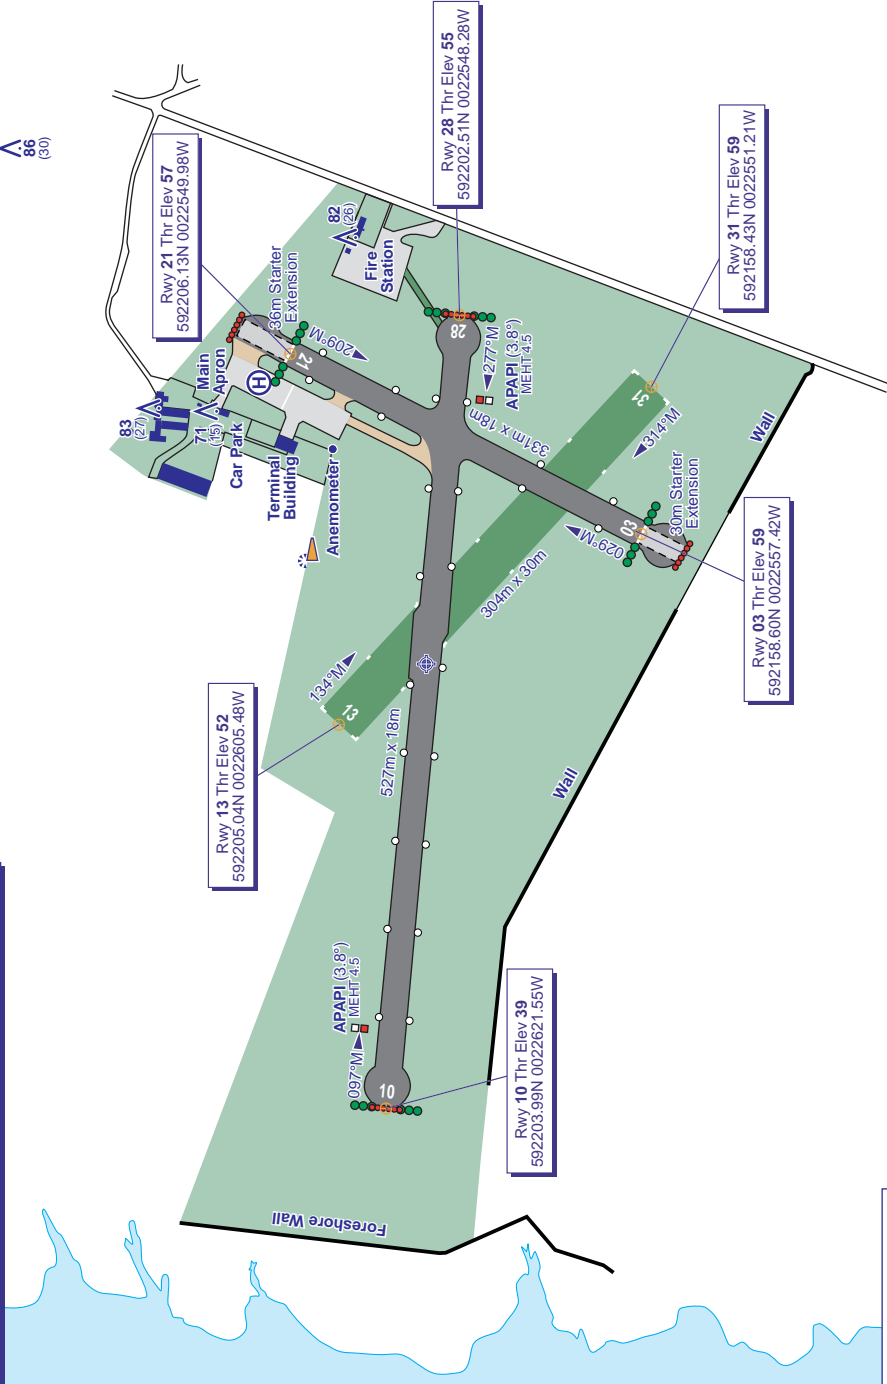 86
(30)
Rwy 21 Thr Elev 57
592206.13N 0022549.98W
Rwy 28 Thr Elev 55
592202.51N 0022548.28W
Rwy 31 Thr Elev 59
592158.43N 0022551.21W
83
(27)
71
(15)
Main
Apron
H
36m Starter
Extension
82
(26)
Fire
Station
Car Park
Terminal
Building
Anemometer
21
209°M
28
277°M
APAPI (3.8°)
MEHT 4.5
331m x 18m
31
314°M
Wall
30m Starter
Extension
03
029°M
304m x 30m
Rwy 03 Thr Elev 59
592158.60N 0022557.42W
134°M
13
Rwy 13 Thr Elev 52
592205.04N 0022605.48W
527m x 18m
Wall
APAPI (3.8°)
MEHT 4.5
097°M
10
Rwy 10 Thr Elev 39
592203.99N 0022621.55W
Foreshore Wall